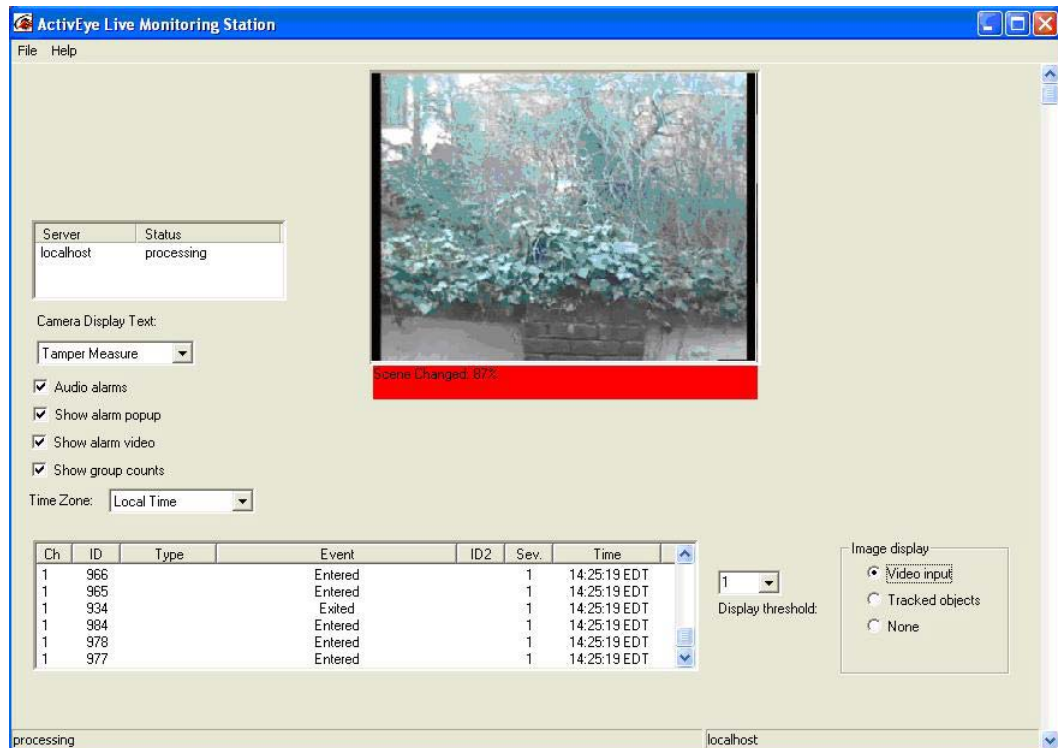 ActivEye Live Monitoring Station
File Help
Server Status
localhost processing
Camera Display Text:
Tamper Measure
Audio alarms
Show alarm popup
Show alarm video
Show group counts
Time Zone: Local Time
Scene Changed: 87%
Ch ID Type Event ID2 Sev. Time
1 966 Entered 1 14:25:19 EDT
1 965 Entered 1 14:25:19 EDT
1 934 Exited 1 14:25:19 EDT
1 984 Entered 1 14:25:19 EDT
1 978 Entered 1 14:25:19 EDT
1 977 Entered 1 14:25:19 EDT
1
Display threshold:
Image display
Video input
Tracked objects
None
processing localhost